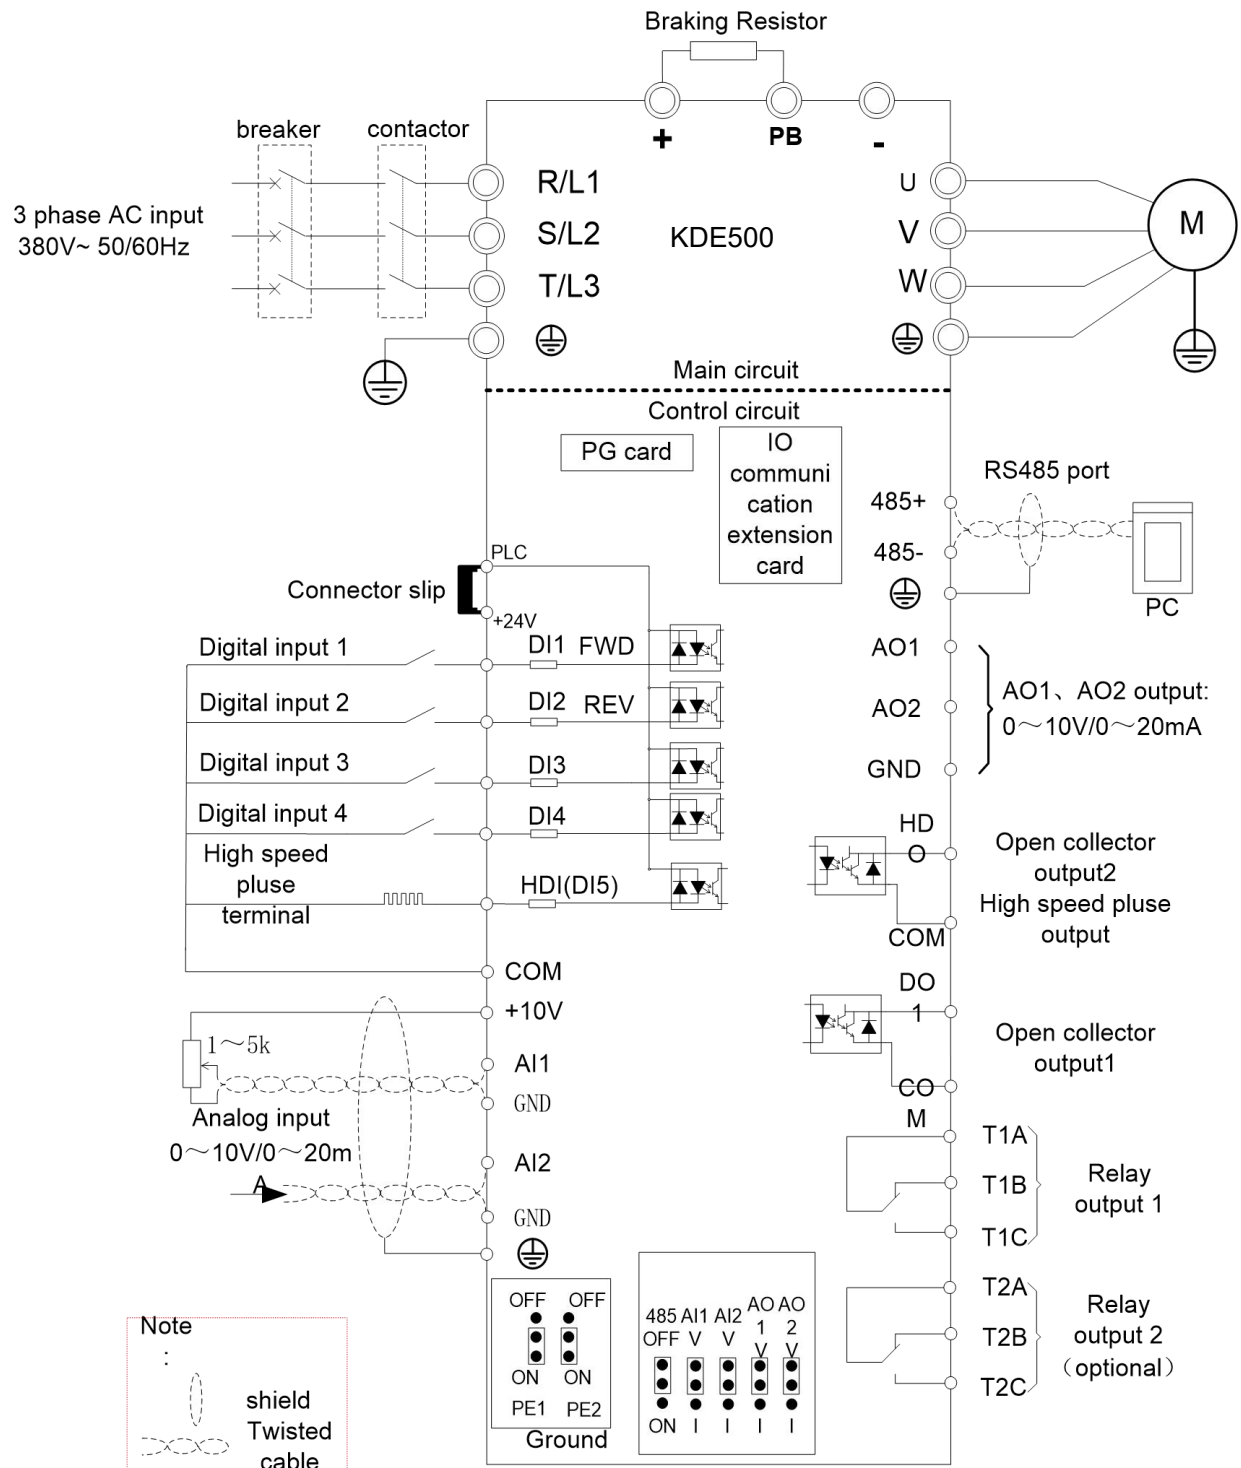 Braking Resistor
+
PB
-
breaker
contactor
3 phase AC input
380V~ 50/60Hz
R/L1
S/L2
T/L3
KDE500
U
V
W
M
Main circuit
Control circuit
PG card
IO
communi
cation
extension
card
485+
485-
RS485 port
PC
PLC
Connector slip
+24V
Digital input 1
DI1 FWD
Digital input 2
DI2 REV
Digital input 3
DI3
Digital input 4
DI4
High speed
pluse
terminal
HDI(DI5)
COM
+10V
1～5k
AI1
GND
Analog input
0～10V/0～20m
A
AI2
GND
AO1
AO2
GND
AO1、AO2 output:
0～10V/0～20mA
HD
O
COM
Open collector
output2
High speed pluse
output
DO
1
CO
M
Open collector
output1
T1A
T1B
T1C
Relay
output 1
T2A
T2B
T2C
Relay
output 2
（optional）
OFF OFF
ON ON
PE1 PE2
Ground
485 AI1 AI2 AO AO
1 2
OFF V V V V
ON I I I I
Note
:
shield
Twisted
cable